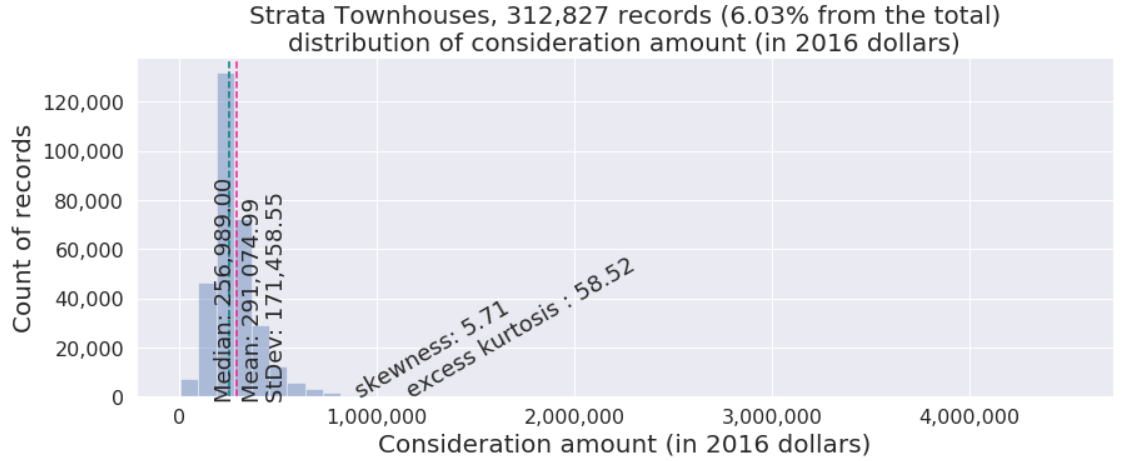 Strata Townhouses, 312,827 records (6.03% from the total)
distribution of consideration amount (in 2016 dollars)
Count of records
120,000
100,000
80,000
60,000
40,000
20,000
0
Median: 256,989.00
Mean: 291,074.99
StDev: 171,458.55
skewness: 5.71
excess kurtosis : 58.52
0
1,000,000
2,000,000
3,000,000
4,000,000
Consideration amount (in 2016 dollars)